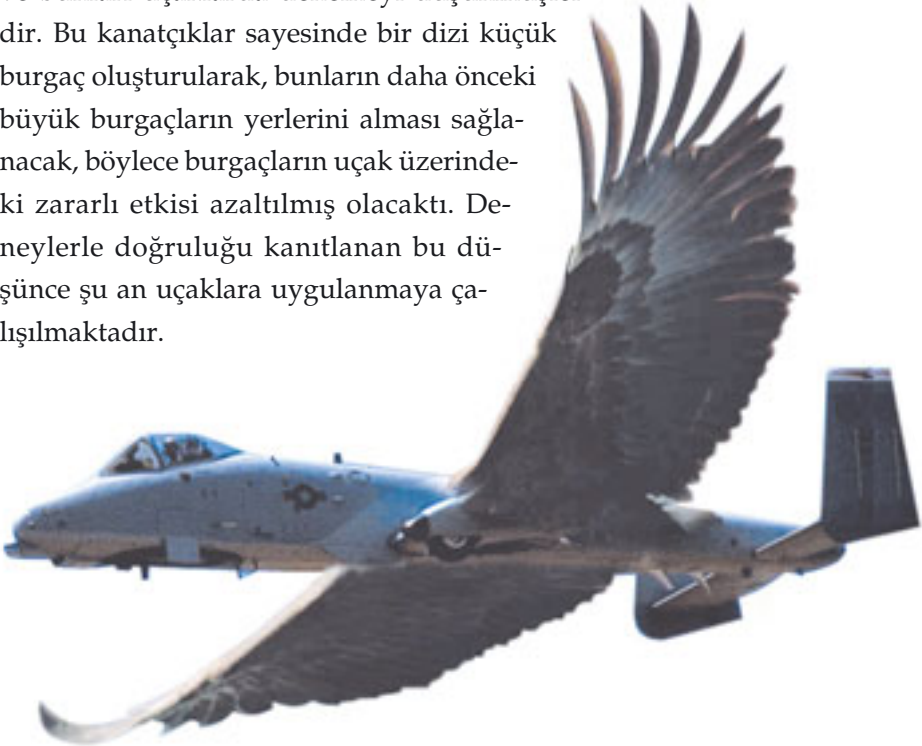 dir. Bu kanatçıklar sayesinde bir dizi küçük
burgaç oluşturularak, bunların daha önceki
büyük burgaçların yerlerini alması sağla-
nacak, böylece burgaçların uçak üzerinde-
ki zararlı etkisi azaltılmış olacaktı. De-
neylerle doğruluğu kanıtlanan bu dü-
şünce şu an uçaklara uygulanmaya ça-
lışılmaktadır.